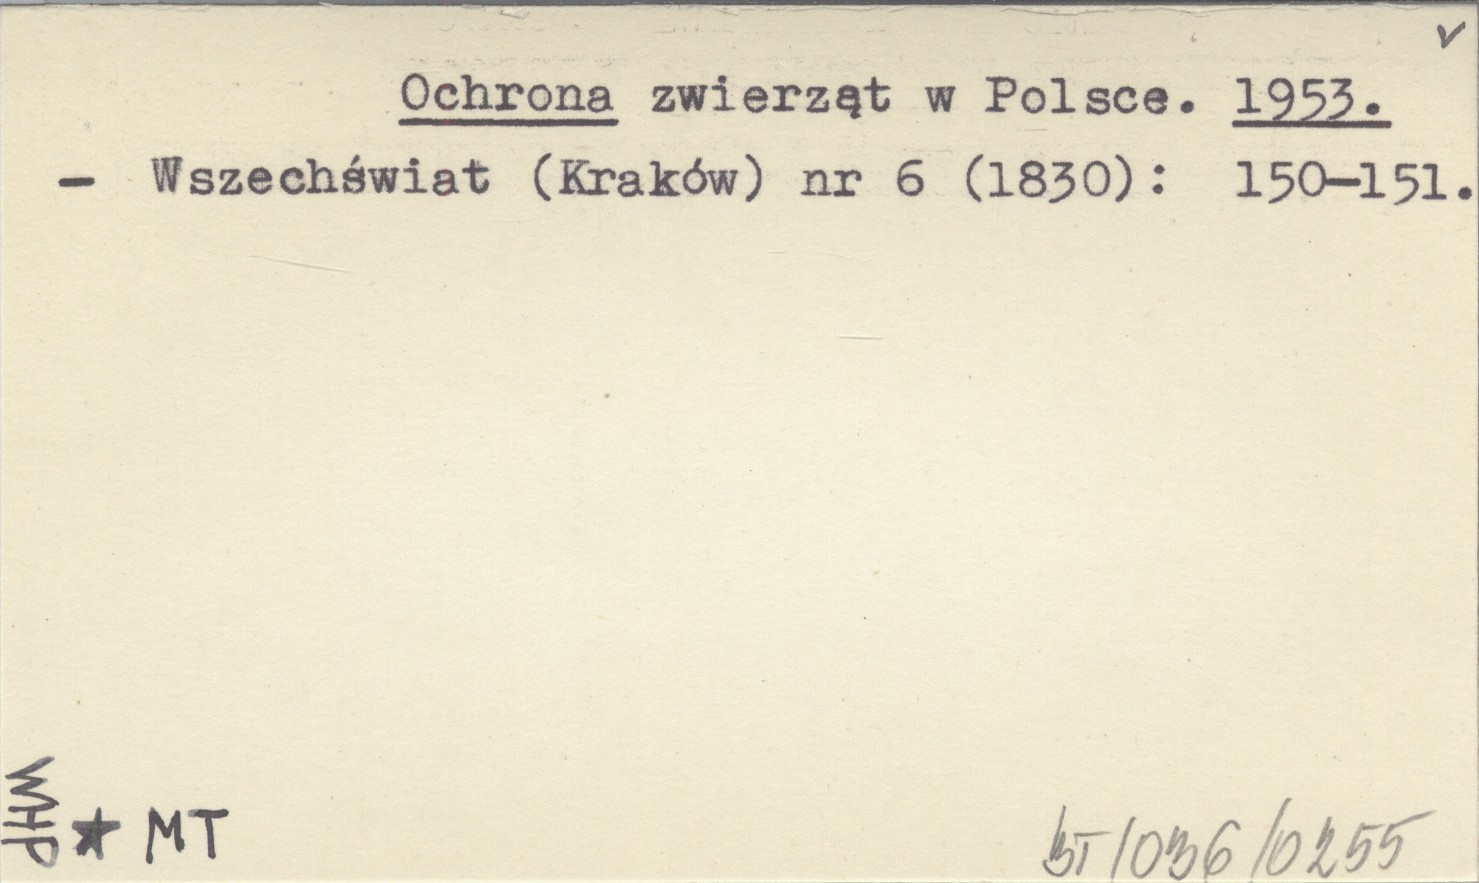 Ochrona zwierząt w Polsce. 1953.
- Wszechświat (Kraków) nr 6 (1830): 150-151.
WHP
★ MT
BT/036/0255